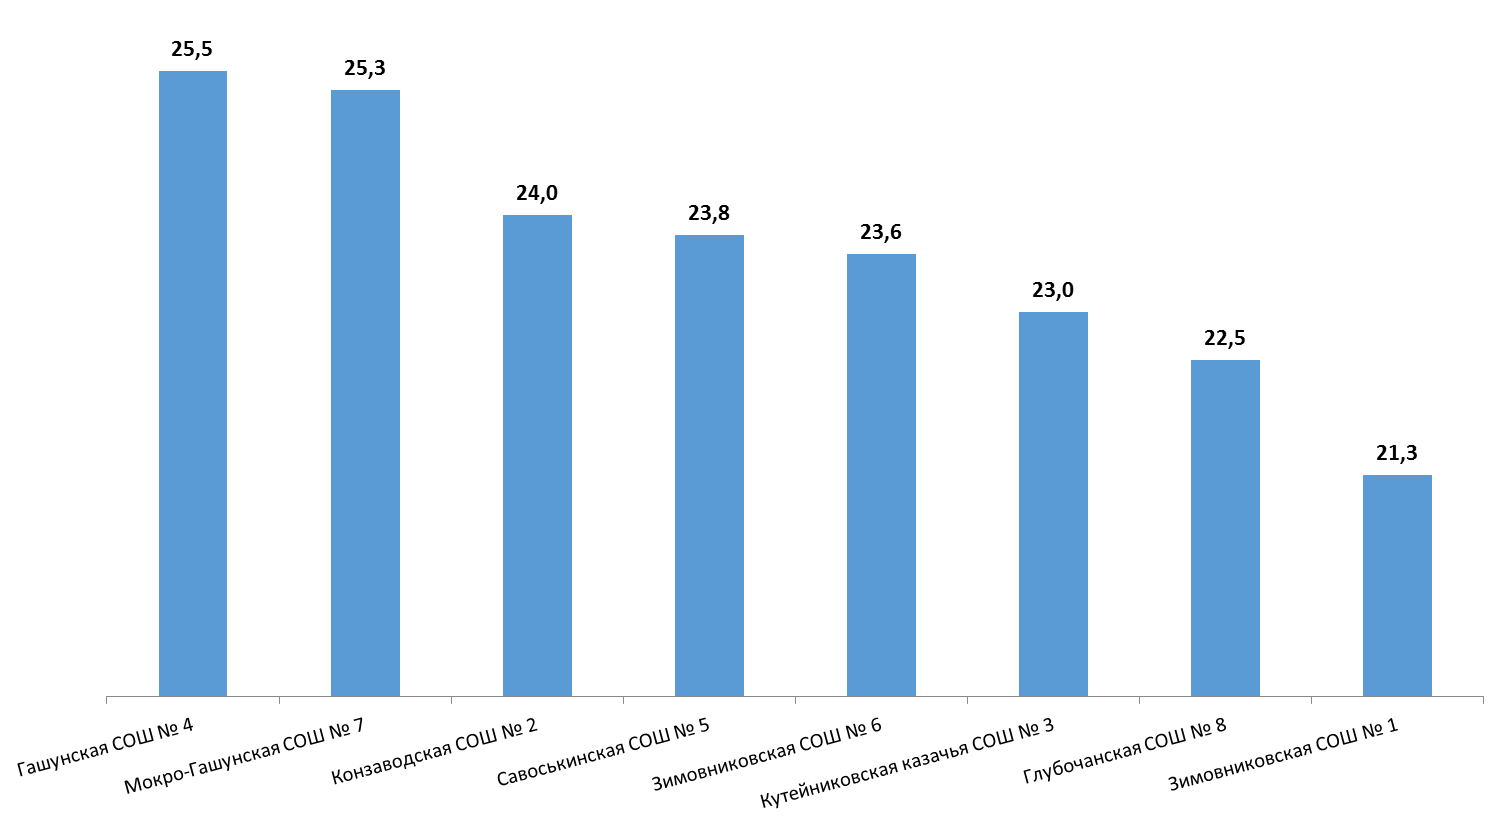 25,5
25,3
24,0
23,8
23,6
23,0
22,5
21,3
Гашунская СОШ № 4
Мокро-Гашунская СОШ № 7
Конзаводская СОШ № 2
Савоськинская СОШ № 5
Зимовниковская СОШ № 6
Кутейниковская казачья СОШ № 3
Глубочанская СОШ № 8
Зимовниковская СОШ № 1